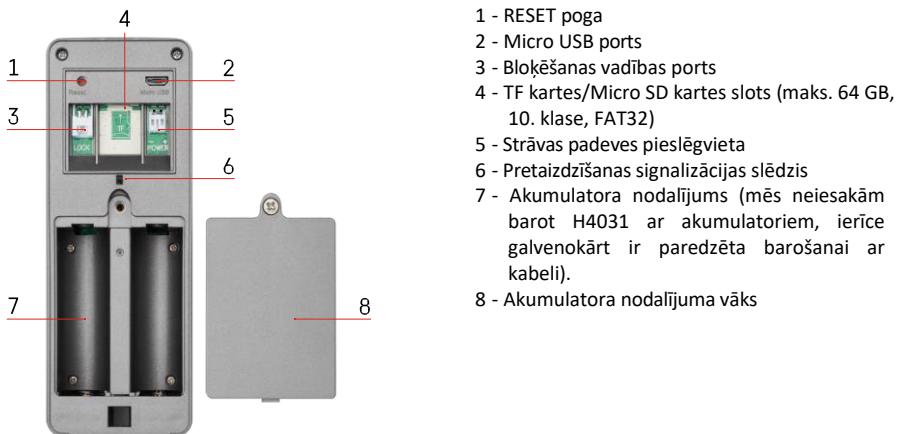 4
1
2
Reset
Micro USB
3
5
TF
LOCK
POWER
6
7
8
1 - RESET poga
2 - Micro USB ports
3 - Bloķēšanas vadības ports
4 - TF kartes/Micro SD kartes slots (maks. 64 GB,
10. klase, FAT32)
5 - Strāvas padeves pieslēgvieta
6 - Pretaizdzīšanas signalizācijas slēdzis
7 - Akumulatora nodalījums (mēs neiesakām
barot H4031 ar akumulatoriem, ierīce
galvenokārt ir paredzēta barošanai ar
kabeli).
8 - Akumulatora nodalījuma vāks